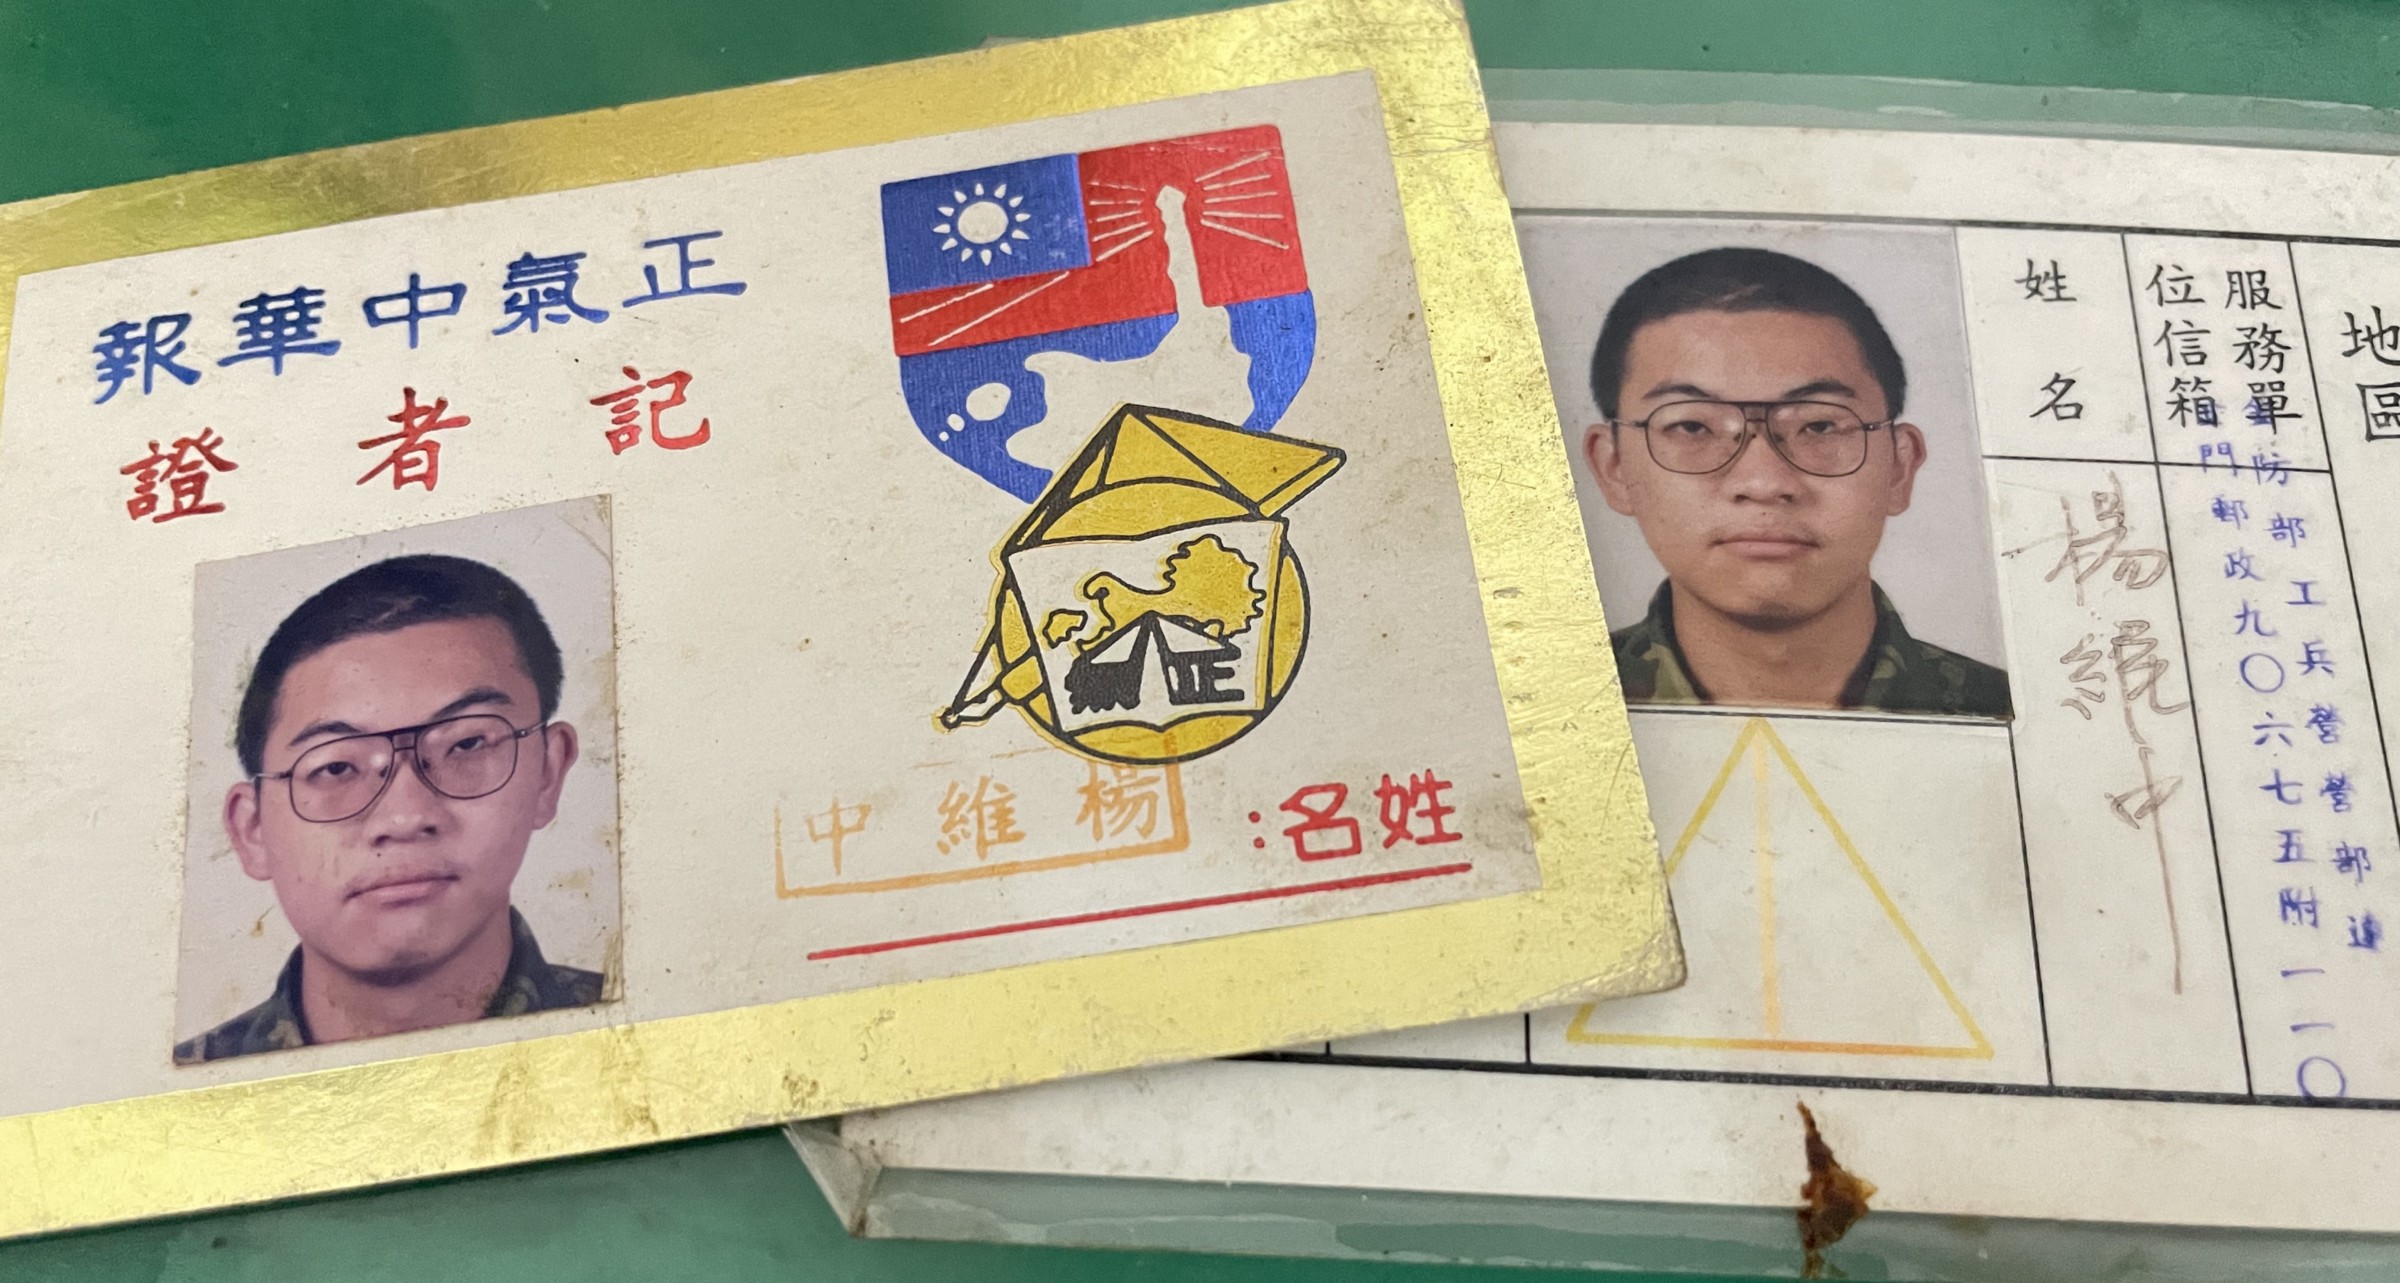 正氣中華報
記者證
正氣
姓名:
楊維中
地區
服務單
位信箱
防部工兵營營部連
門郵政九〇六七五附一一〇
姓名
楊維中